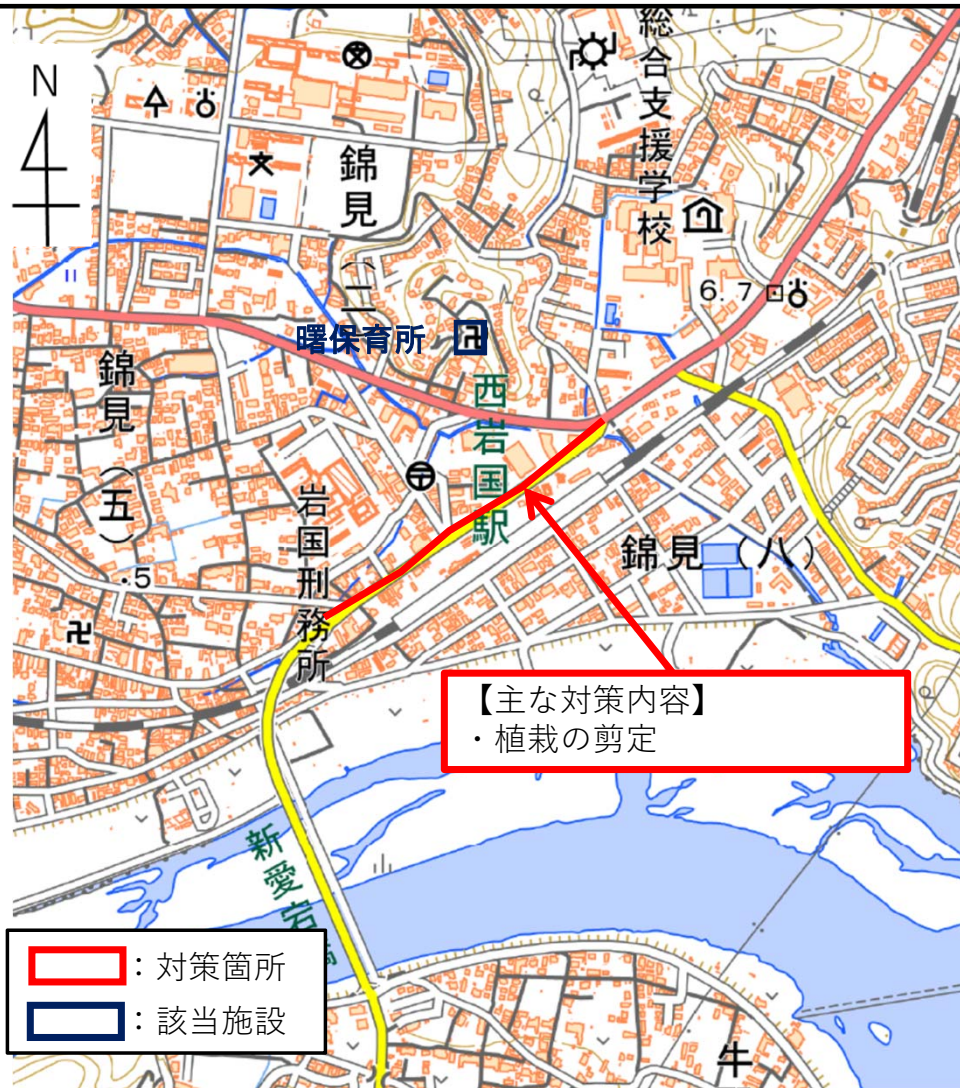 総合支援学校
N
錦見(二)
6.7
曙保育所
錦見(五)
西岩国駅
岩国刑務所
錦見(八)
・5
【主な対策内容】
・植栽の剪定
新愛宕橋
:対策箇所
:該当施設
牛